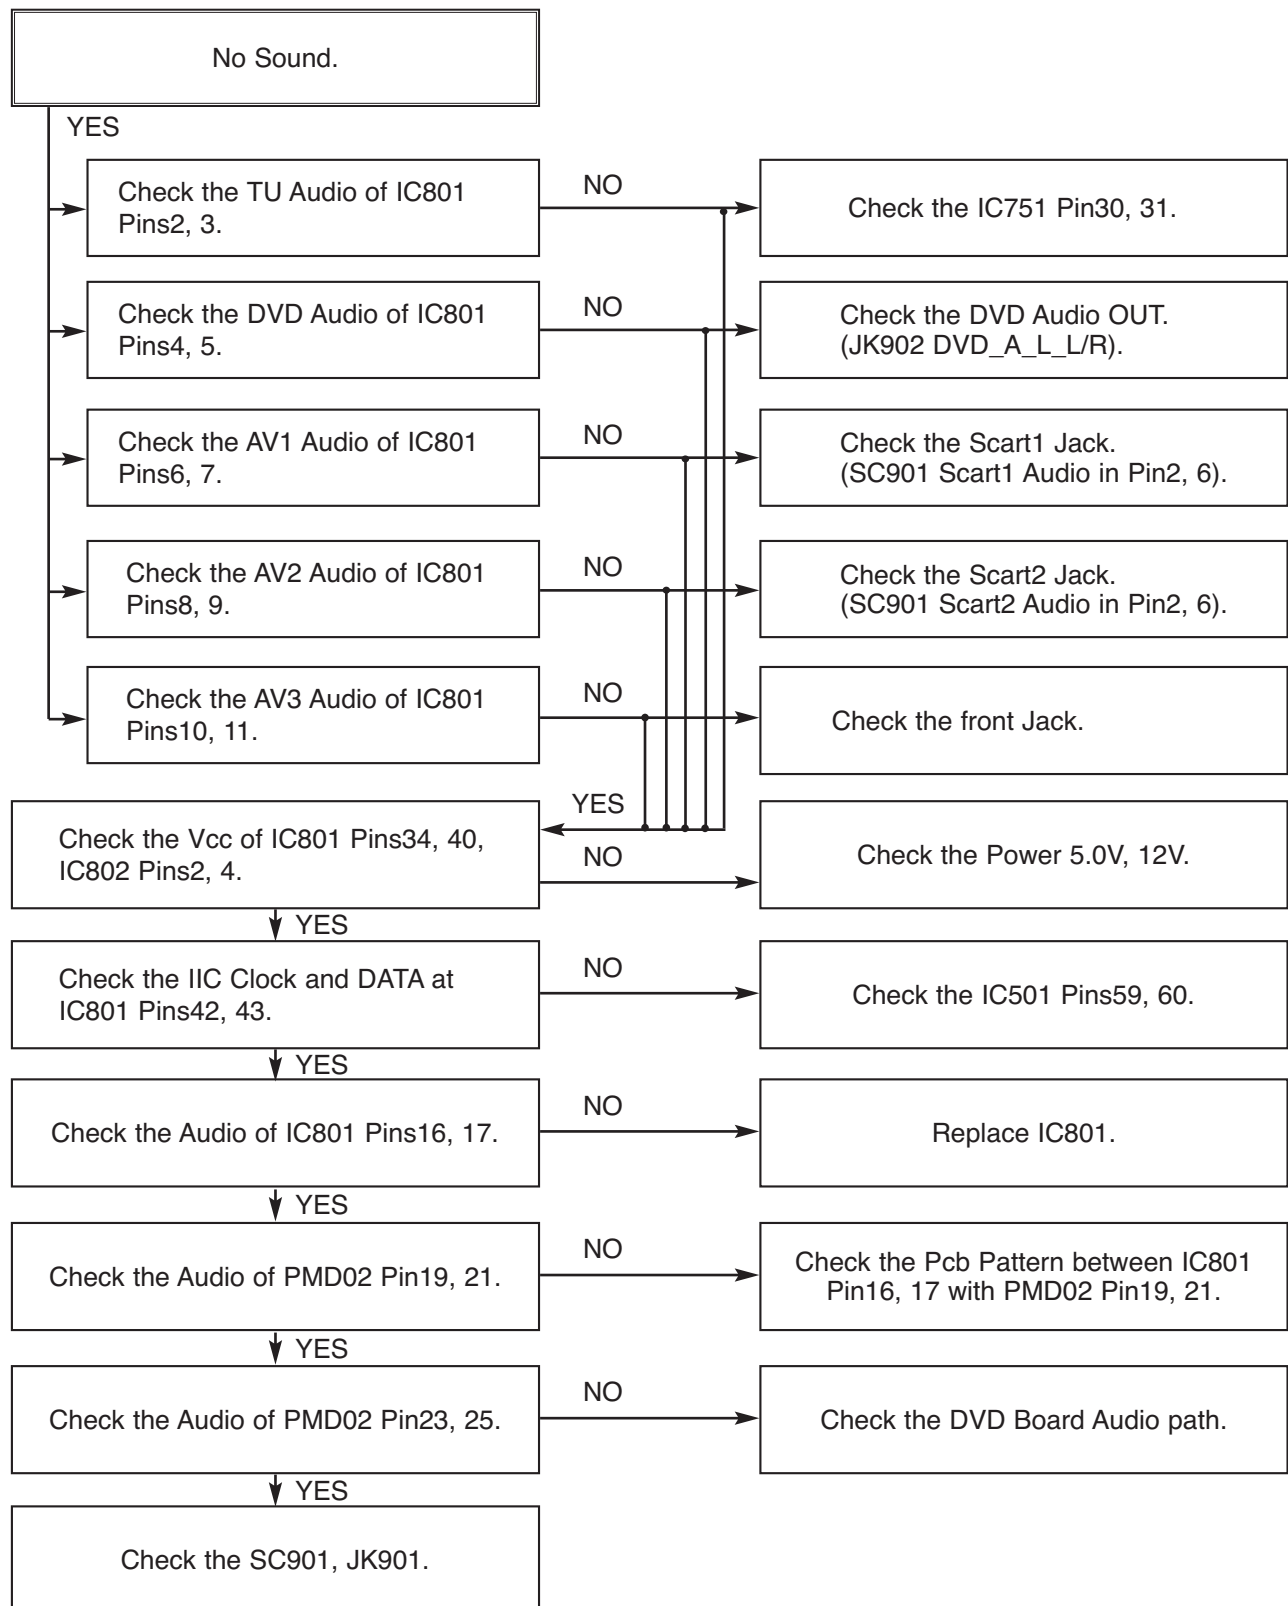 No Sound.
YES
Check the TU Audio of IC801
Pins2, 3.
NO
Check the IC751 Pin30, 31.
Check the DVD Audio of IC801
Pins4, 5.
NO
Check the DVD Audio OUT.
(JK902 DVD_A_L_L/R).
Check the AV1 Audio of IC801
Pins6, 7.
NO
Check the Scart1 Jack.
(SC901 Scart1 Audio in Pin2, 6).
Check the AV2 Audio of IC801
Pins8, 9.
NO
Check the Scart2 Jack.
(SC901 Scart2 Audio in Pin2, 6).
Check the AV3 Audio of IC801
Pins10, 11.
NO
Check the front Jack.
YES
Check the Vcc of IC801 Pins34, 40,
IC802 Pins2, 4.
NO
Check the Power 5.0V, 12V.
YES
Check the IIC Clock and DATA at
IC801 Pins42, 43.
NO
Check the IC501 Pins59, 60.
YES
Check the Audio of IC801 Pins16, 17.
NO
Replace IC801.
YES
Check the Audio of PMD02 Pin19, 21.
NO
Check the Pcb Pattern between IC801
Pin16, 17 with PMD02 Pin19, 21.
YES
Check the Audio of PMD02 Pin23, 25.
NO
Check the DVD Board Audio path.
YES
Check the SC901, JK901.